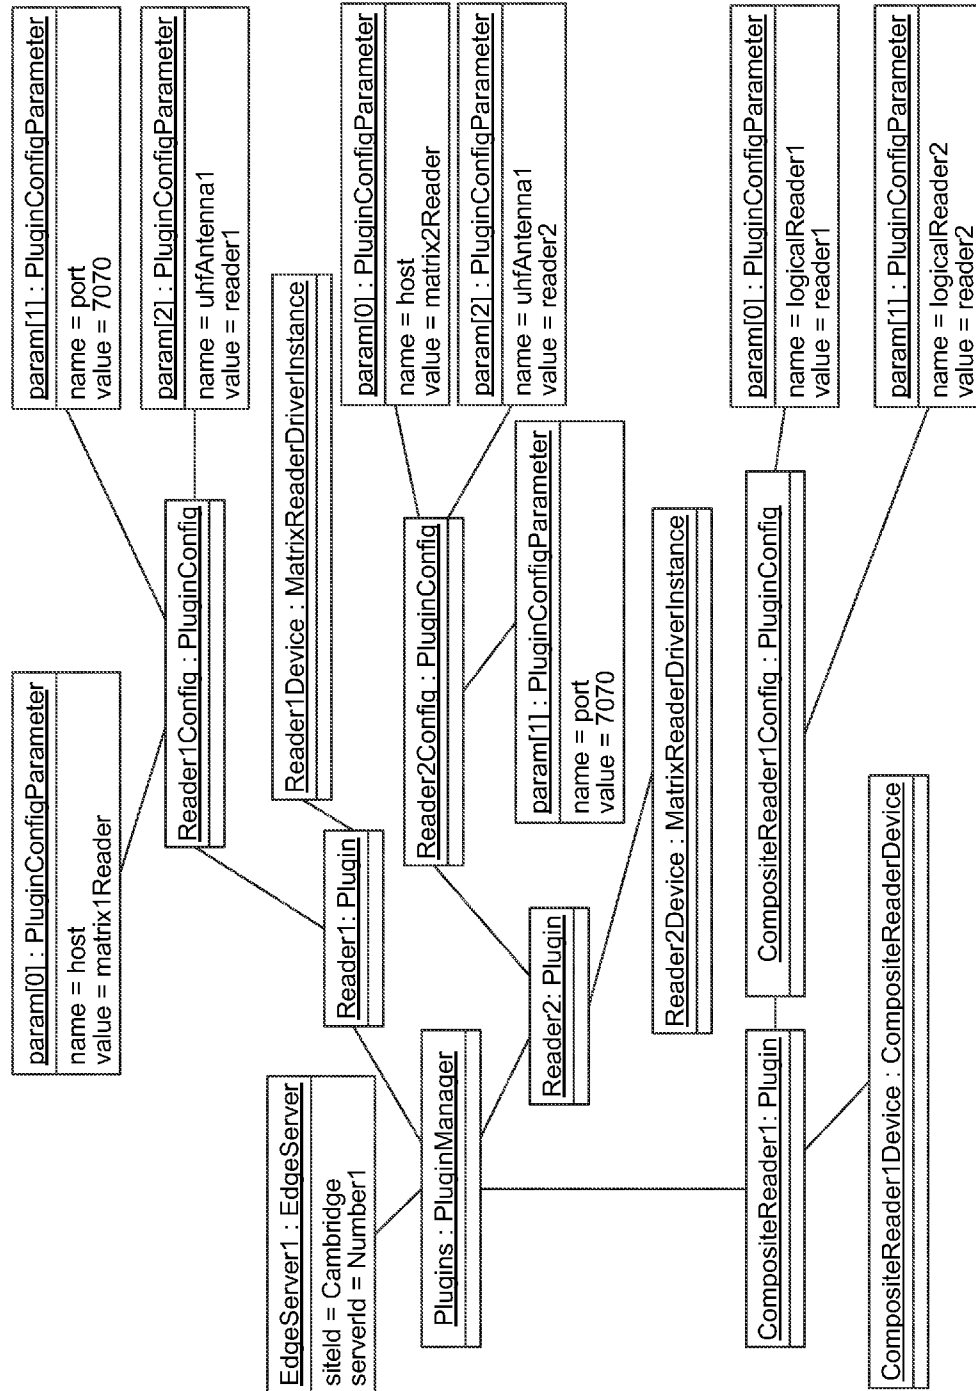 param[0] : PluginConfigParameter
name = host
value = matrix1Reader
param[1] : PluginConfigParameter
name = port
value = 7070
Reader1Config : PluginConfig
param[2] : PluginConfigParameter
name = uhfAntenna1
value = reader1
EdgeServer1 : EdgeServer
siteId = Cambridge
serverId = Number1
Reader1: Plugin
Reader1Device : MatrixReaderDriverInstance
Plugins : PluginManager
Reader2Config : PluginConfig
param[0] : PluginConfigParameter
name = host
value = matrix2Reader
param[2] : PluginConfigParameter
name = uhfAntenna1
value = reader2
Reader2: Plugin
param[1] : PluginConfigParameter
name = port
value = 7070
Reader2Device : MatrixReaderDriverInstance
CompositeReader1: Plugin
CompositeReader1Config : PluginConfig
param[0] : PluginConfigParameter
name = logicalReader1
value = reader1
CompositeReader1Device : CompositeReaderDevice
param[1] : PluginConfigParameter
name = logicalReader2
value = reader2